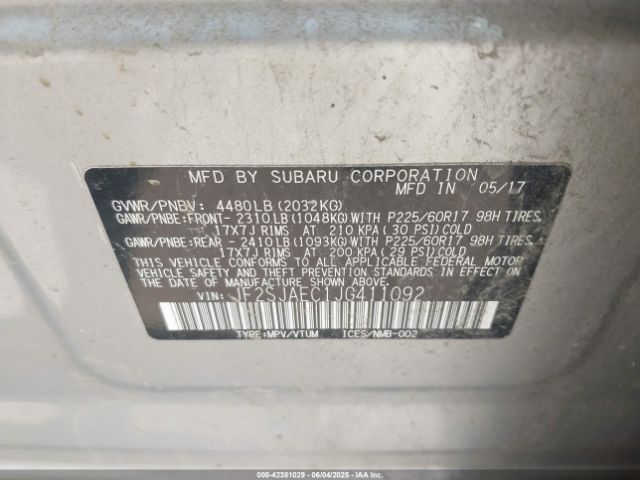 MFD BY SUBARU CORPORATION
MFD IN 05/17
GVWR/PNBV: 4480LB(2032KG)
GAWR/PNBE:FRONT- 2310LB(1048KG)WITH P225/60R17 98H TIRES,
17X7J RIMS AT 210 KPA(30 PSI)COLD
GAWR/PNBE:REAR -2410LB(1093KG)WITH P225/60R17 98H TIRES,
17X7J RIMS AT 200 KPA(29 PSI)COLD
THIS VEHICLE CONFORMS TO ALL APPLICABLE FEDERAL MOTOR
VEHICLE SAFETY AND THEFT PREVENTION STANDARDS IN
EFFECT ON THE DATE OF MANUFACTURE SHOWN ABOVE.
VIN: JF2SJAEC1JG411092
TYPE:MPV/VTUM ICES/NMB-002
000-42381029 | 06/04/2025 | IAAI.COM